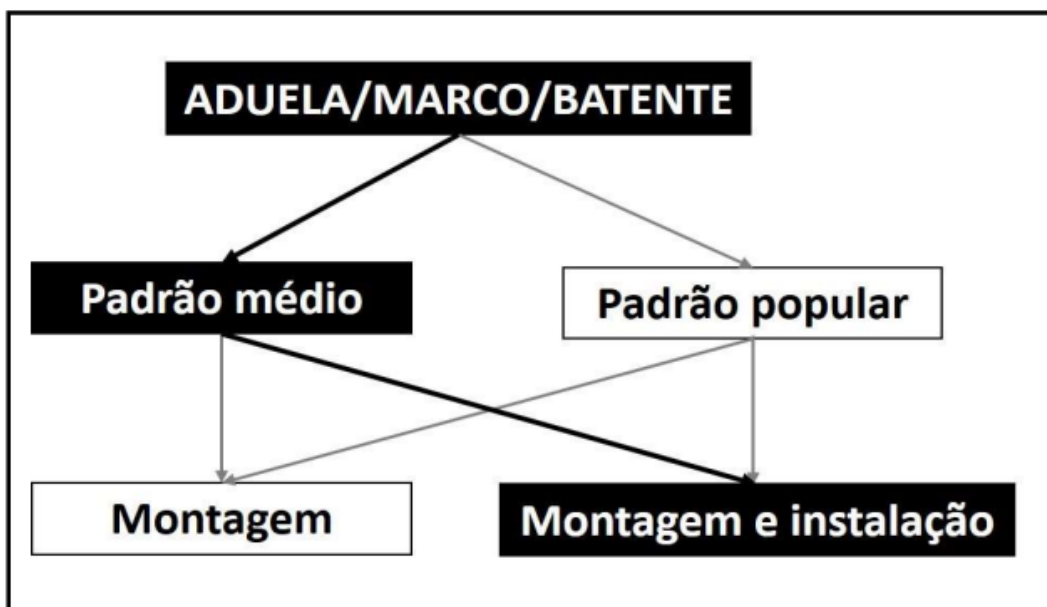 ADUELA/MARCO/BATENTE
Padrão médio
Padrão popular
Montagem
Montagem e instalação